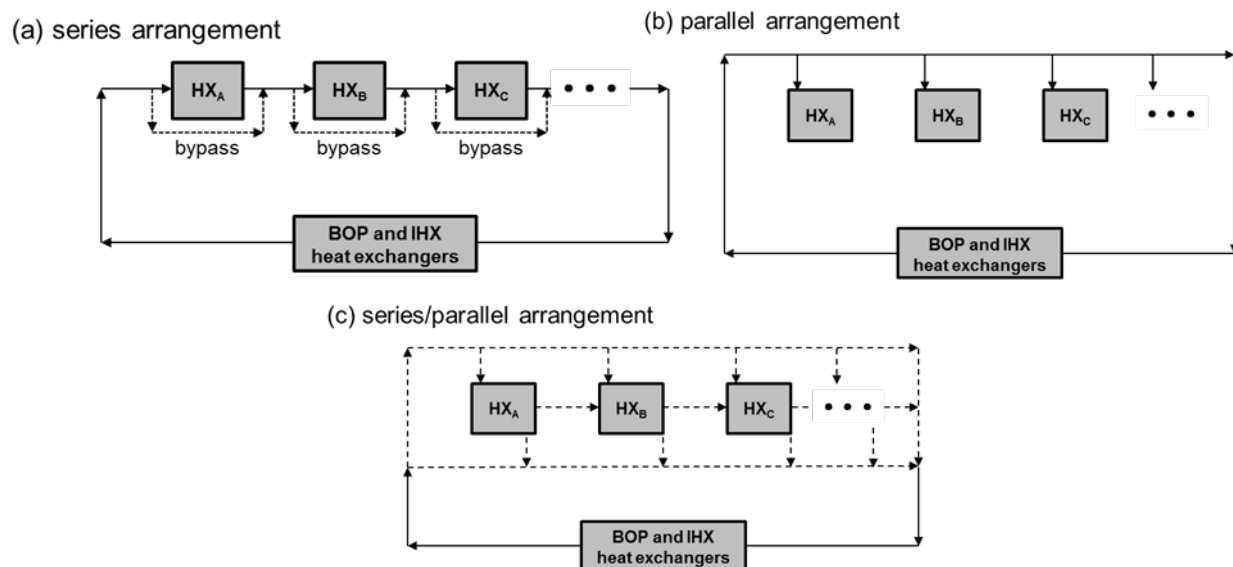 (a) series arrangement
HXA
HXB
HXC
• • •
bypass
bypass
bypass
BOP and IHX
heat exchangers
(b) parallel arrangement
HXA
HXB
HXC
• • •
BOP and IHX
heat exchangers
(c) series/parallel arrangement
HXA
HXB
HXC
• • •
BOP and IHX
heat exchangers